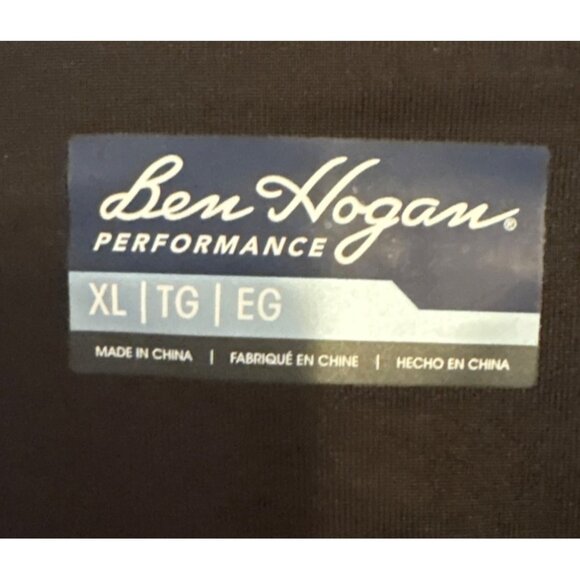 Ben Hogan®
PERFORMANCE
XL | TG | EG
MADE IN CHINA | FABRIQUÉ EN CHINE | HECHO EN CHINA